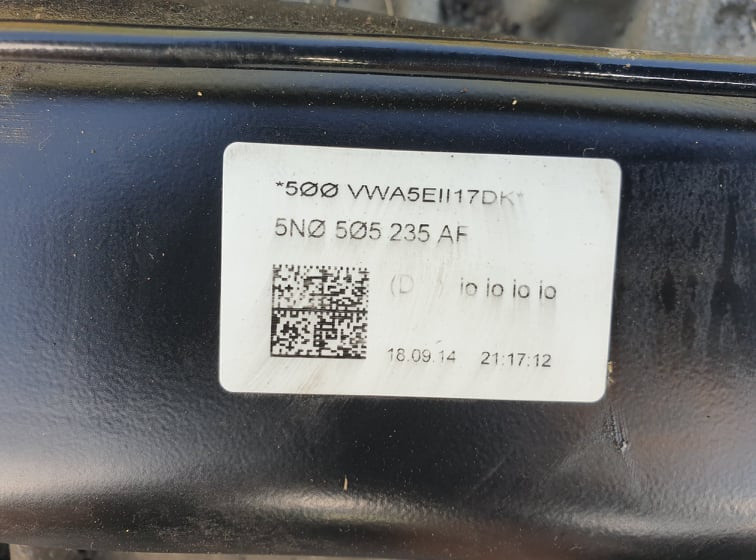 *5ØØ VWA5EII17DK*
5NØ 5Ø5 235 AF
(D ) io io io io
18.09.14 21:17:12